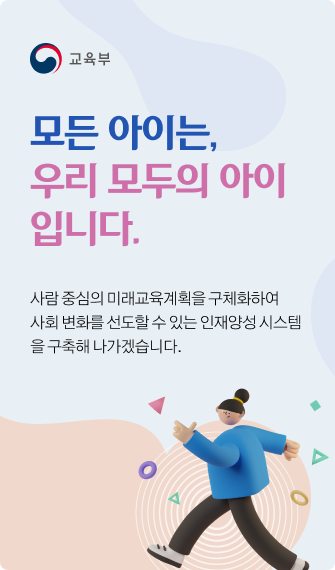 교육부
모든 아이는,
우리 모두의 아이
입니다.
사람 중심의 미래교육계획을 구체화하여
사회 변화를 선도할 수 있는 인재양성 시스템
을 구축해 나가겠습니다.